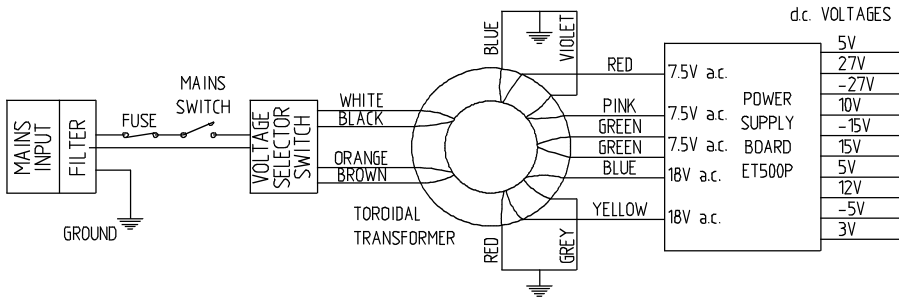 d.c. VOLTAGES
MAINS
INPUT
FILTER
FUSE
MAINS
SWITCH
GROUND
VOLTAGE
SELECTOR
SWITCH
WHITE
BLACK
ORANGE
BROWN
TOROIDAL
TRANSFORMER
BLUE
VIOLET
RED
GREY
RED
PINK
GREEN
GREEN
BLUE
YELLOW
7.5V a.c.
7.5V a.c.
7.5V a.c.
18V a.c.
18V a.c.
POWER
SUPPLY
BOARD
ET500P
5V
27V
-27V
10V
-15V
15V
5V
12V
-5V
3V